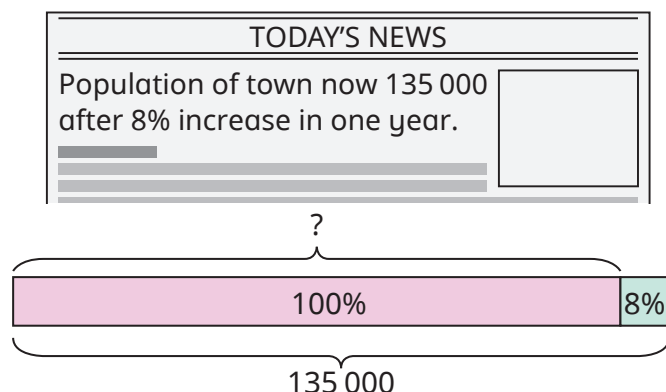 TODAY’S NEWS
Population of town now 135 000
after 8% increase in one year.
?
100%
8%
135 000